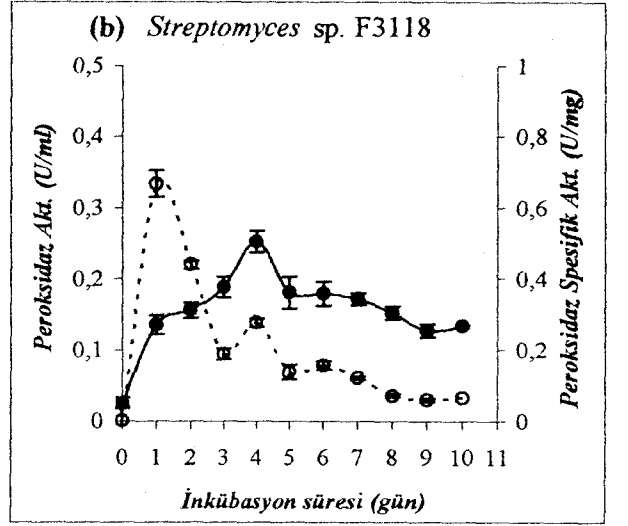 (b) Streptomyces sp. F3118
0,5
0,4
0,3
0,2
0,1
0
Peroksidaz Akt. (U/ml)
1
0,8
0,6
0,4
0,2
0
Peroksidaz Spesifik Akt. (U/mg)
0 1 2 3 4 5 6 7 8 9 10 11
İnkübasyon süresi (gün)